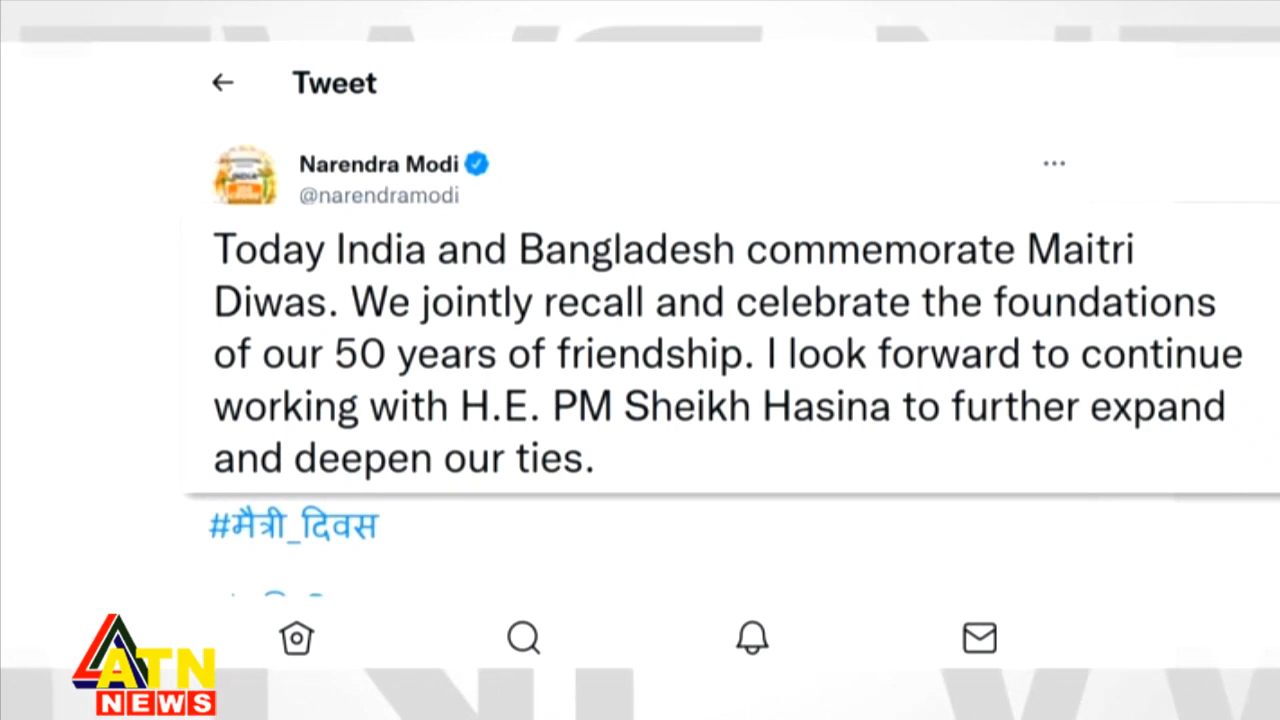 Tweet
Narendra Modi
@narendramodi
Today India and Bangladesh commemorate Maitri
Diwas. We jointly recall and celebrate the foundations
of our 50 years of friendship. I look forward to continue
working with H.E. PM Sheikh Hasina to further expand
and deepen our ties.
#मैत्री_दिवस
ATN
NEWS